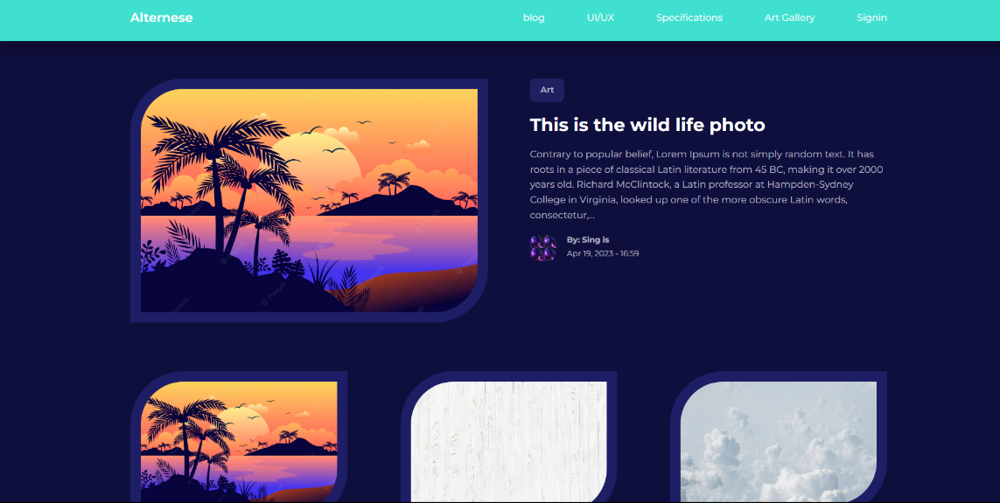 Alternese
blog
UI/UX
Specifications
Art Gallery
Signin
Art
This is the wild life photo
Contrary to popular belief, Lorem Ipsum is not simply random text. It has
roots in a piece of classical Latin literature from 45 BC, making it over 2000
years old. Richard McClintock, a Latin professor at Hampden-Sydney
College in Virginia, looked up one of the more obscure Latin words,
consectetur,...
By: Sing is
Apr 19, 2023 - 16:59